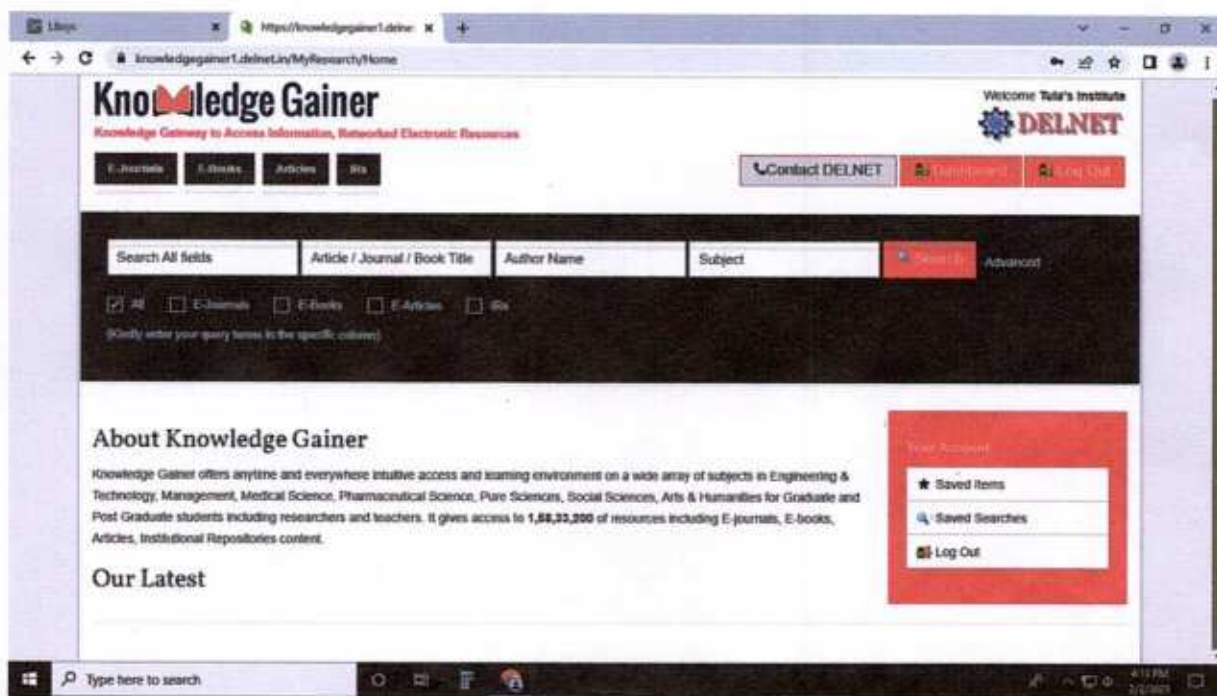 Libsys
https://knowledgegainer1.delnet
knowledgegainer1.delnet.in/MyResearch/Home
Knowledge Gainer
Knowledge Gateway to Access Information, Networked Electronic Resources
Welcome Tula's Institute
DELNET
E-Journals E-Books Articles IRs
Contact DELNET Dashboard Log Out
Search All fields Article / Journal / Book Title Author Name Subject Search Advanced
All E-Journals E-Books E-Articles IRs
(Kindly enter your query terms in the specific column)
About Knowledge Gainer
Knowledge Gainer offers anytime and everywhere intuitive access and learning environment on a wide array of subjects in Engineering &
Technology, Management, Medical Science, Pharmaceutical Science, Pure Sciences, Social Sciences, Arts & Humanities for Graduate and
Post Graduate students including researchers and teachers. It gives access to 1,58,33,200 of resources including E-journals, E-books,
Articles, Institutional Repositories content.
Your Account
Saved Items
Saved Searches
Log Out
Our Latest
Type here to search
4:13 PM